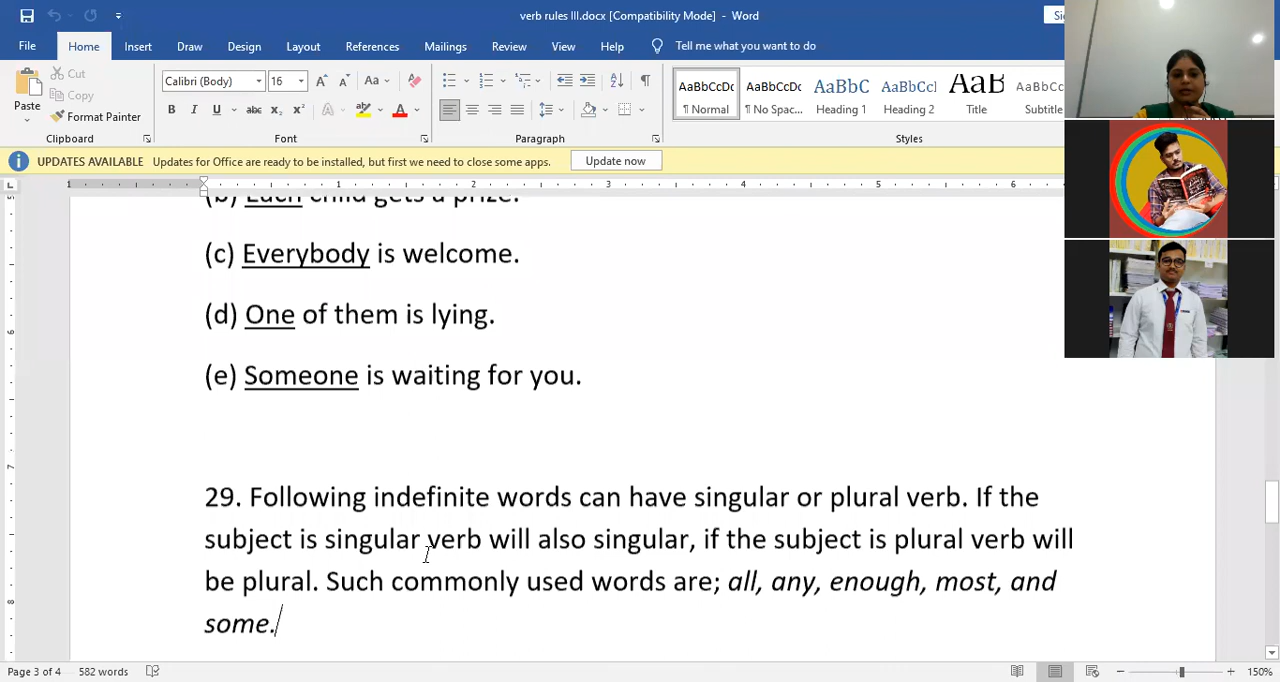 verb rules III.docx [Compatibility Mode] - Word
File Home Insert Draw Design Layout References Mailings Review View Help Tell me what you want to do
Cut
Copy
Paste
Format Painter
Calibri (Body) 16
AaBbCcDc AaBbCcDc AaBbC AaBbCcI AaB AaBbCcD
¶ Normal ¶ No Spac... Heading 1 Heading 2 Title Subtitle
Clipboard Font Paragraph Styles
UPDATES AVAILABLE Updates for Office are ready to be installed, but first we need to close some apps. Update now
(b) Each child gets a prize.
(c) Everybody is welcome.
(d) One of them is lying.
(e) Someone is waiting for you.
29. Following indefinite words can have singular or plural verb. If the
subject is singular verb will also singular, if the subject is plural verb will
be plural. Such commonly used words are; all, any, enough, most, and
some.
Page 3 of 4 582 words 150%